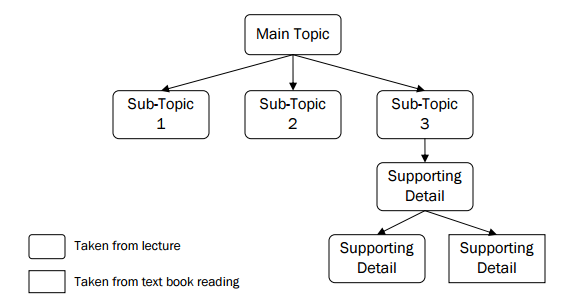 Main Topic
Sub-Topic
1
Sub-Topic
2
Sub-Topic
3
Supporting
Detail
Supporting
Detail
Supporting
Detail
Taken from lecture
Taken from text book reading